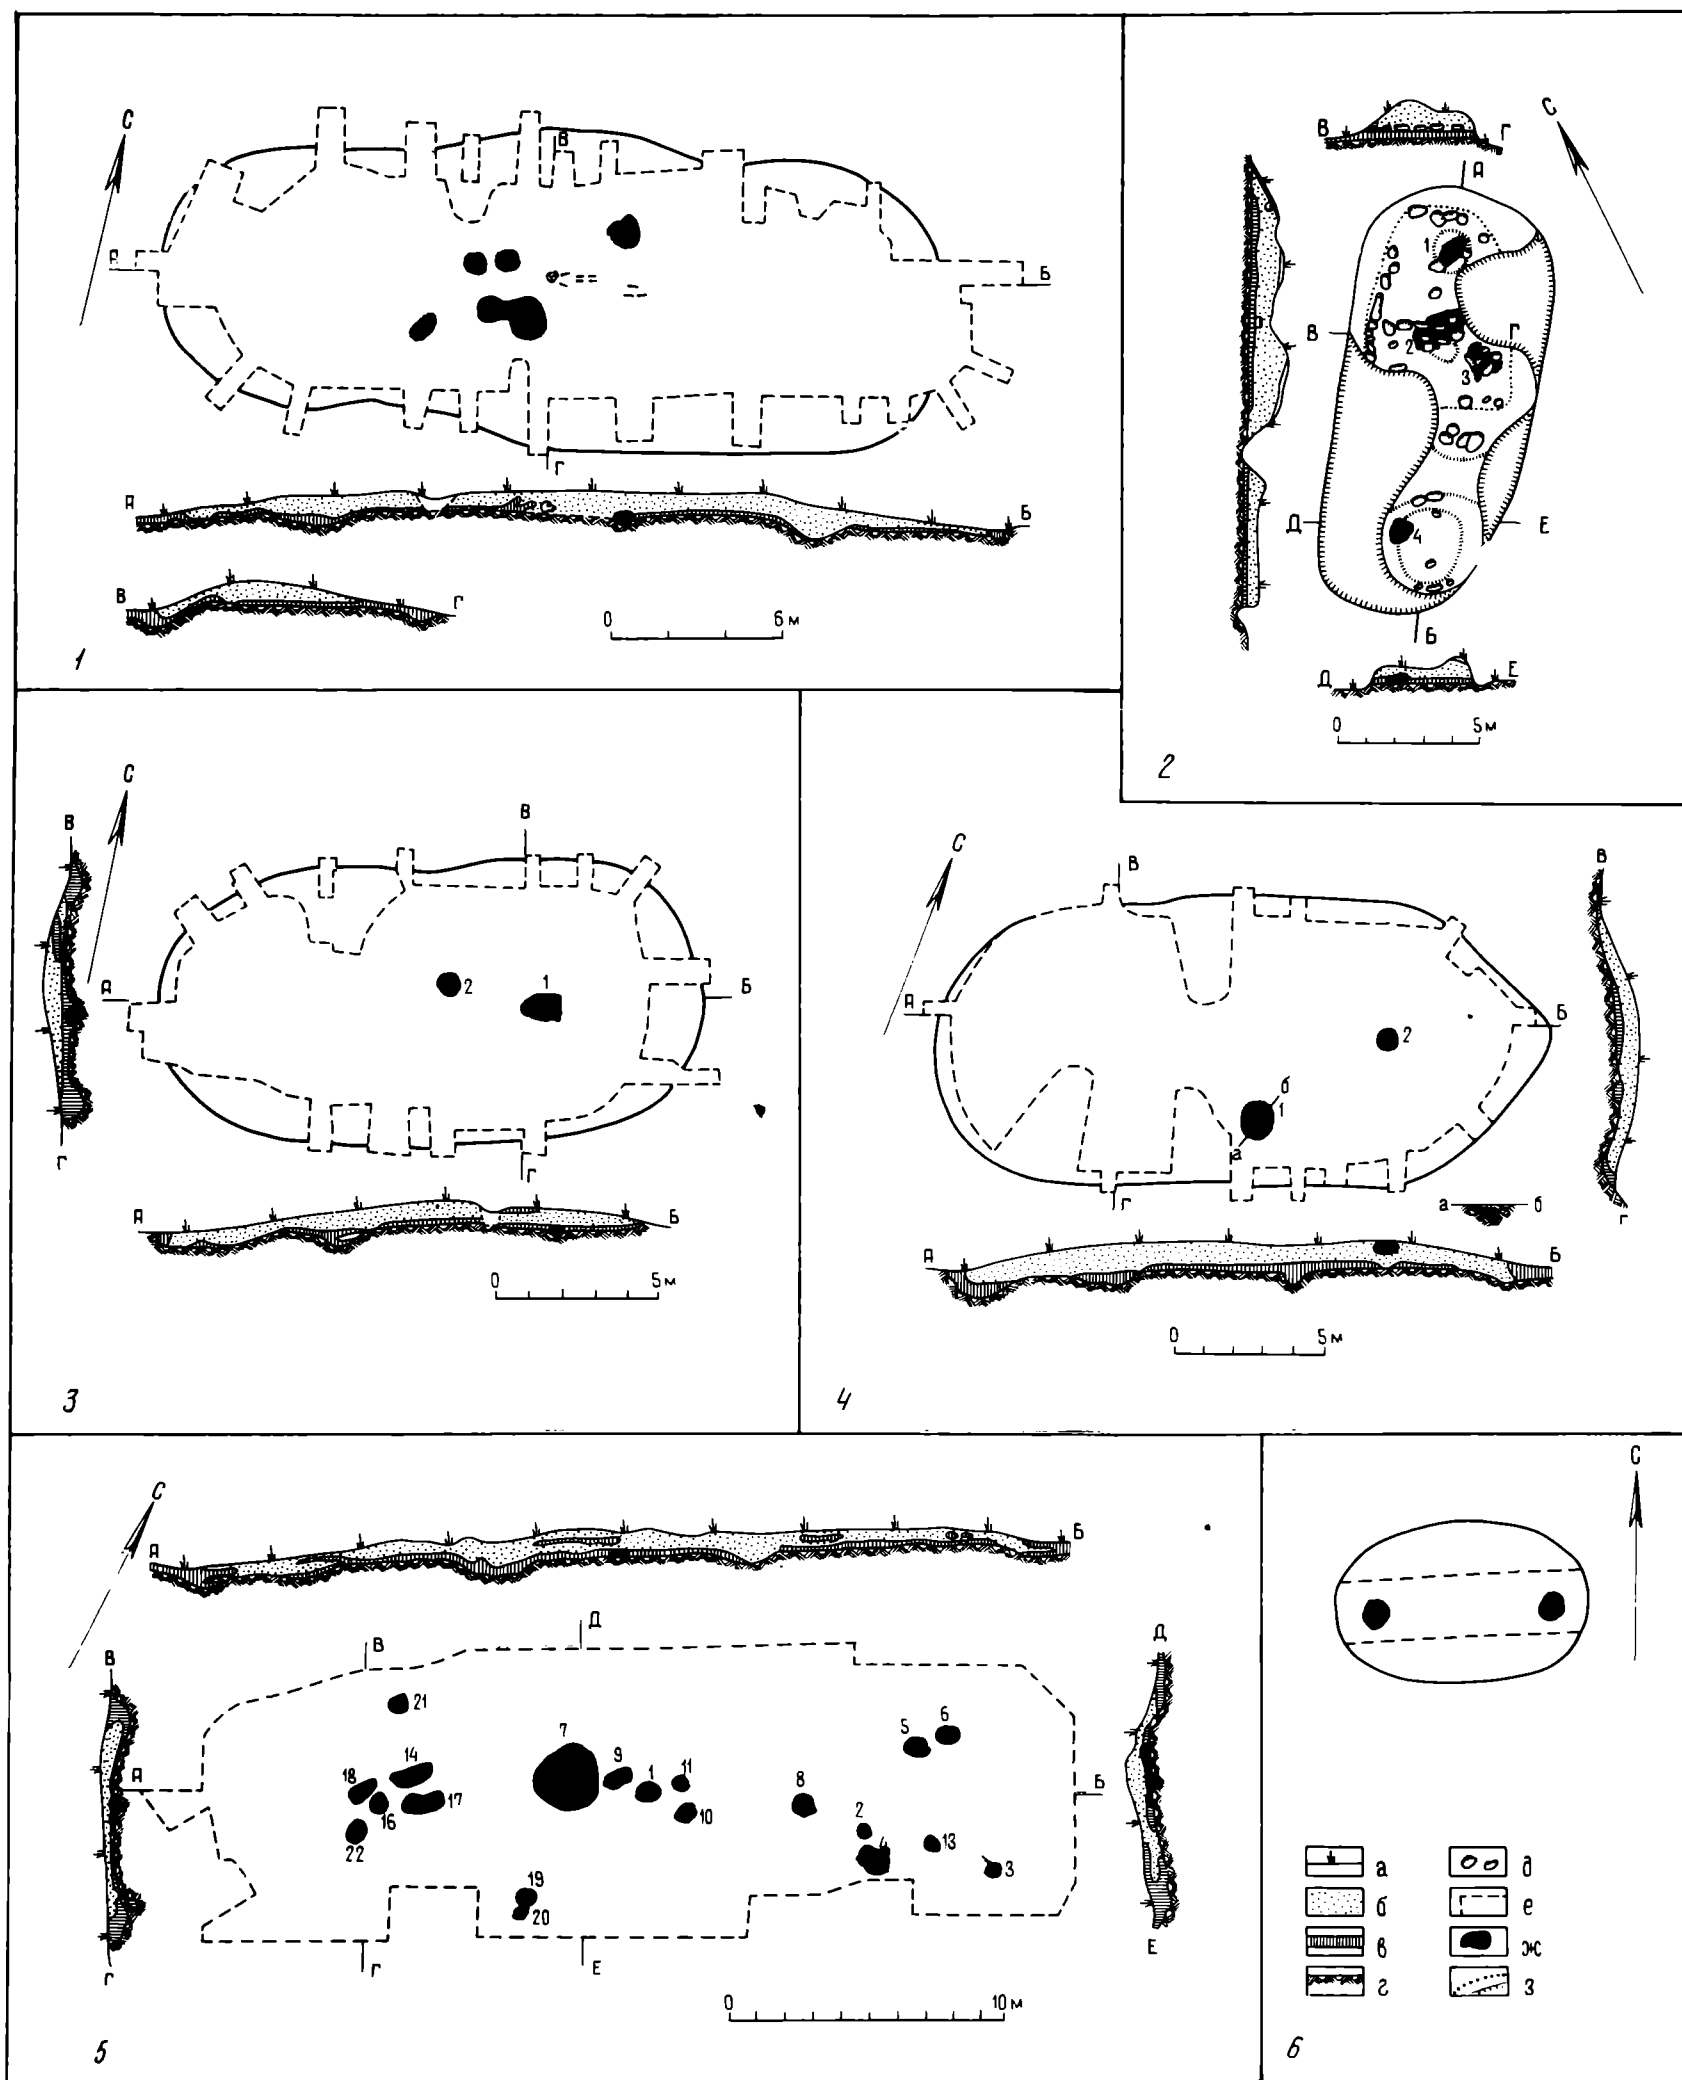 С
В
В
Б
Г
А
Б
В
Г
0 6 м
1
В
Г
С
А
1
В
Г
2
3
Д
Е
4
Б
Д
Е
0 5 м
2
С
В
В
А
2
1
Б
Г
Г
А
Б
0 5 м
3
С
В
В
А
Б
2
б
1
а
Г
а
б
Г
А
Б
0 5 м
4
С
А
Б
В
В
Д
Д
21
7
6
5
14
9
11
А
18
1
8
Б
16
17
10
2
22
4
13
3
19
20
Г
Г
Е
Е
0 10 м
5
С
а
д
б
е
в
ж
г
з
6